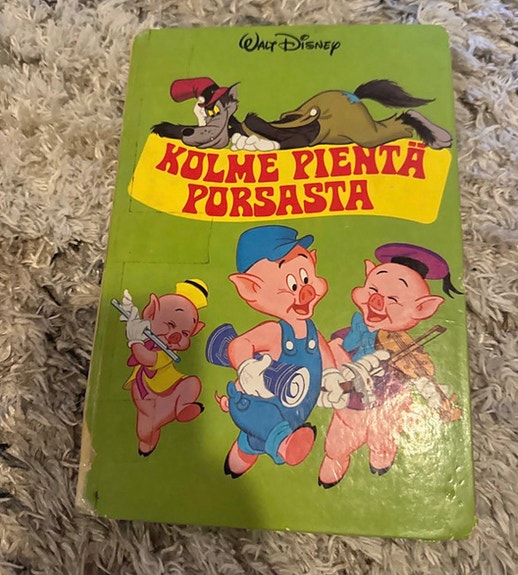 WALT DISNEY
KOLME PIENTÄ
PORSASTA